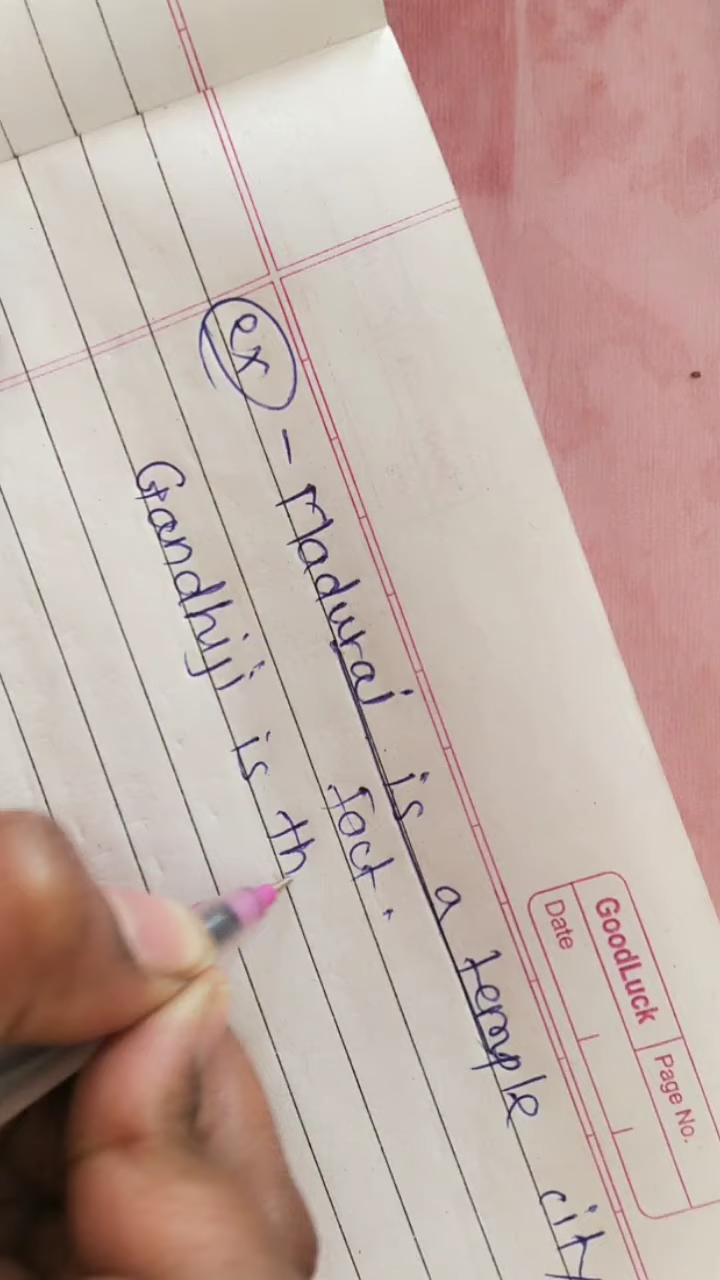 GoodLuck
Page No.
Date
ex - Madurai is a temple city
fact.
Gandhiji is th